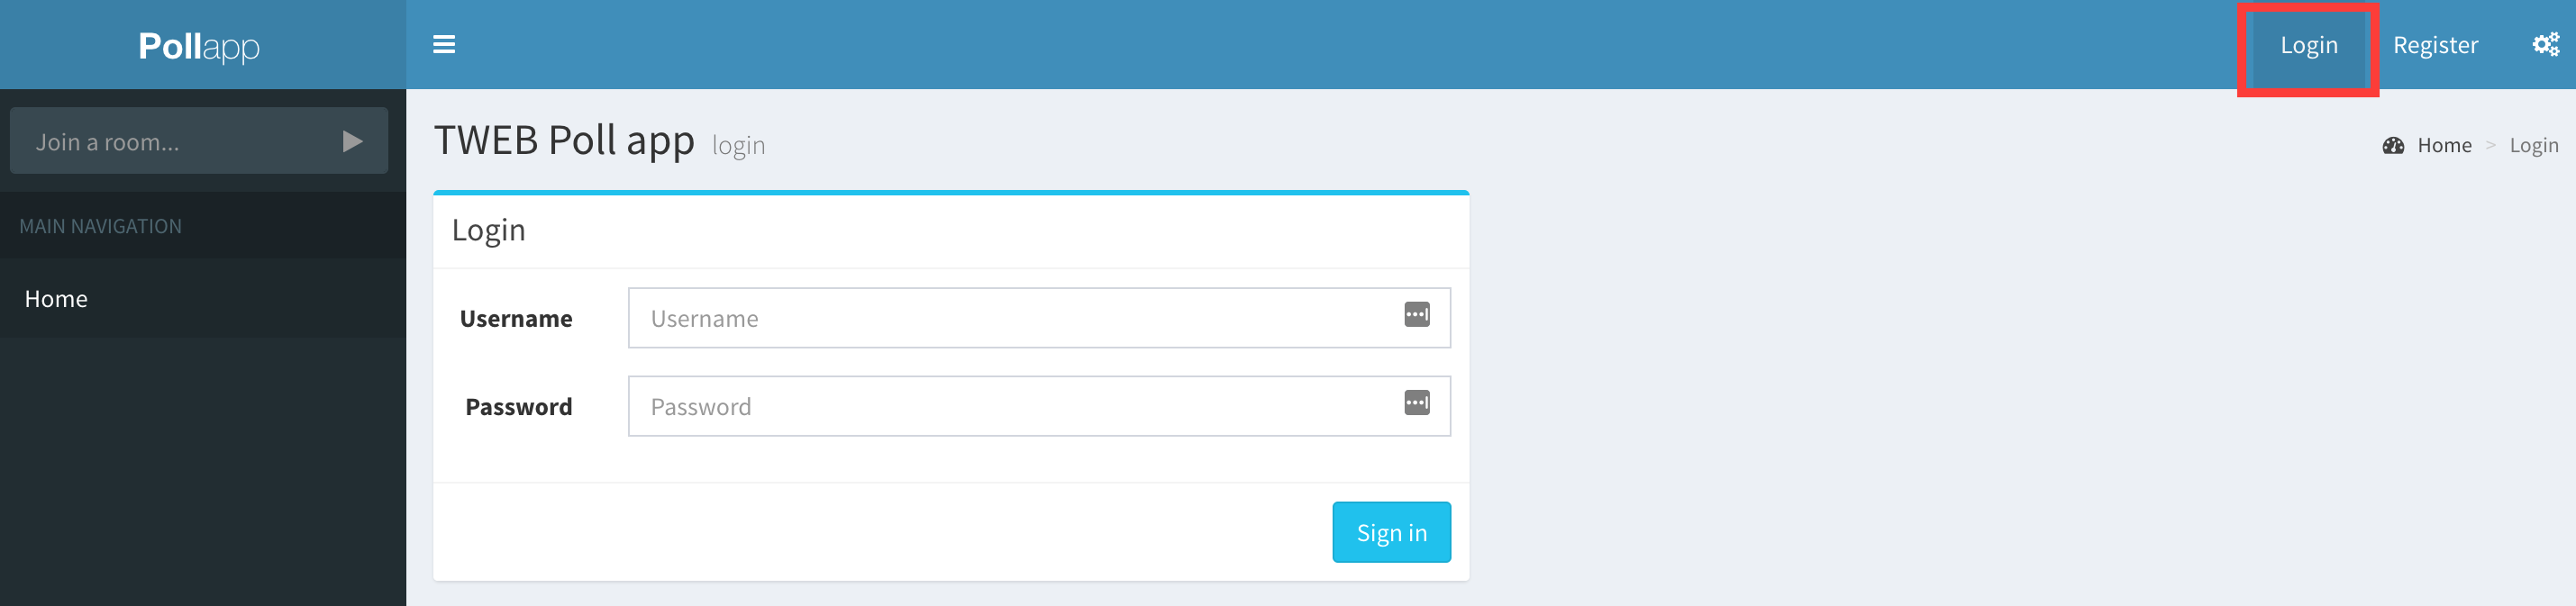 Pollapp
Login
Register
Join a room...
TWEB Poll app login
Home > Login
MAIN NAVIGATION
Home
Login
Username
Username
Password
Password
Sign in